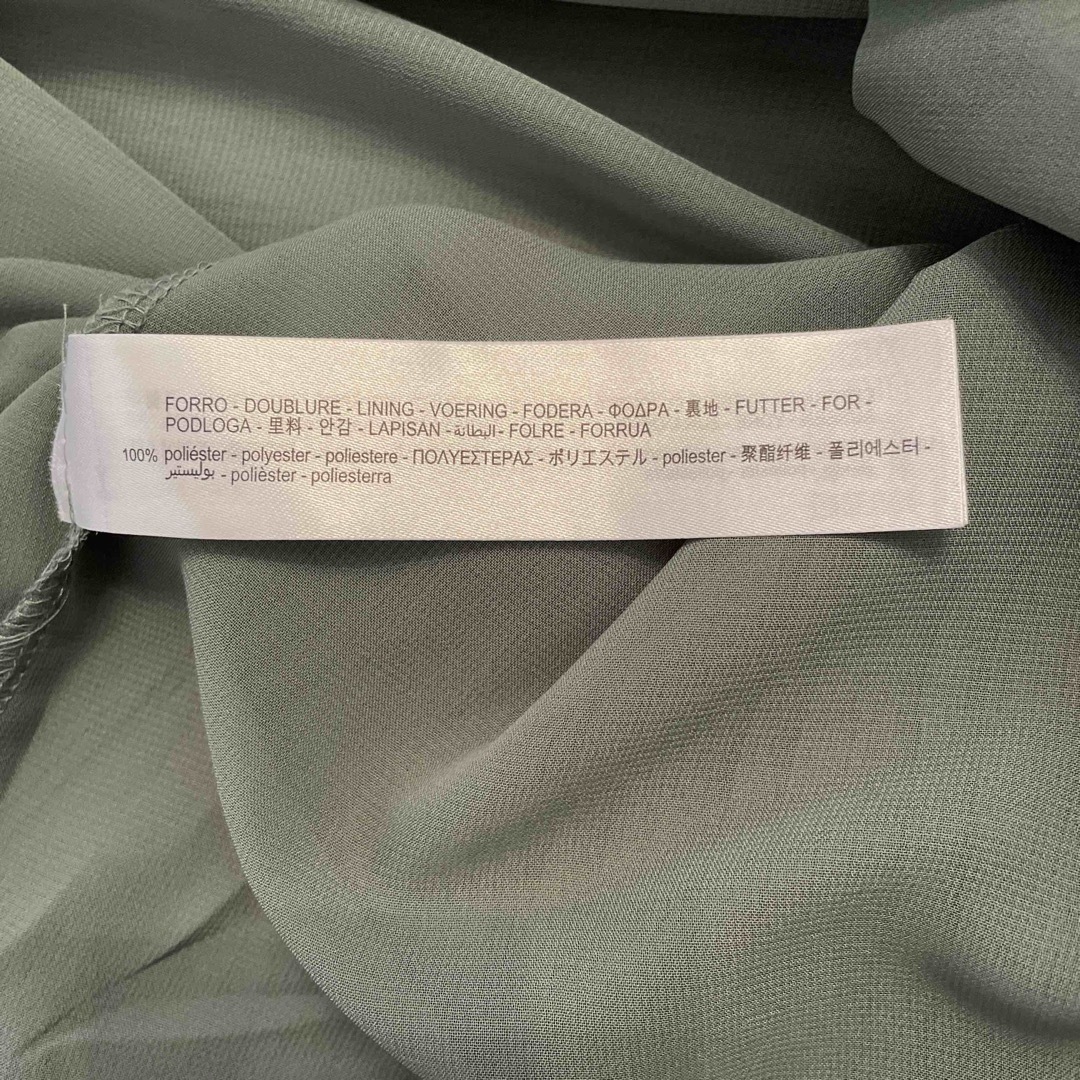 FORRO - DOUBLURE - LINING - VOERING - FODERA - ΦΟΔΡΑ - 裏地 - FUTTER - FOR -
PODLOGA - 里料 - 안감 - LAPISAN - البطانة - FOLRE - FORRUA
100% poliéster - polyester - poliestere - ΠΟΛΥΕΣΤΕΡΑΣ - ポリエステル - poliester - 聚酯纤维 - 폴리에스터 -
بوليستير - polièster - poliesterra